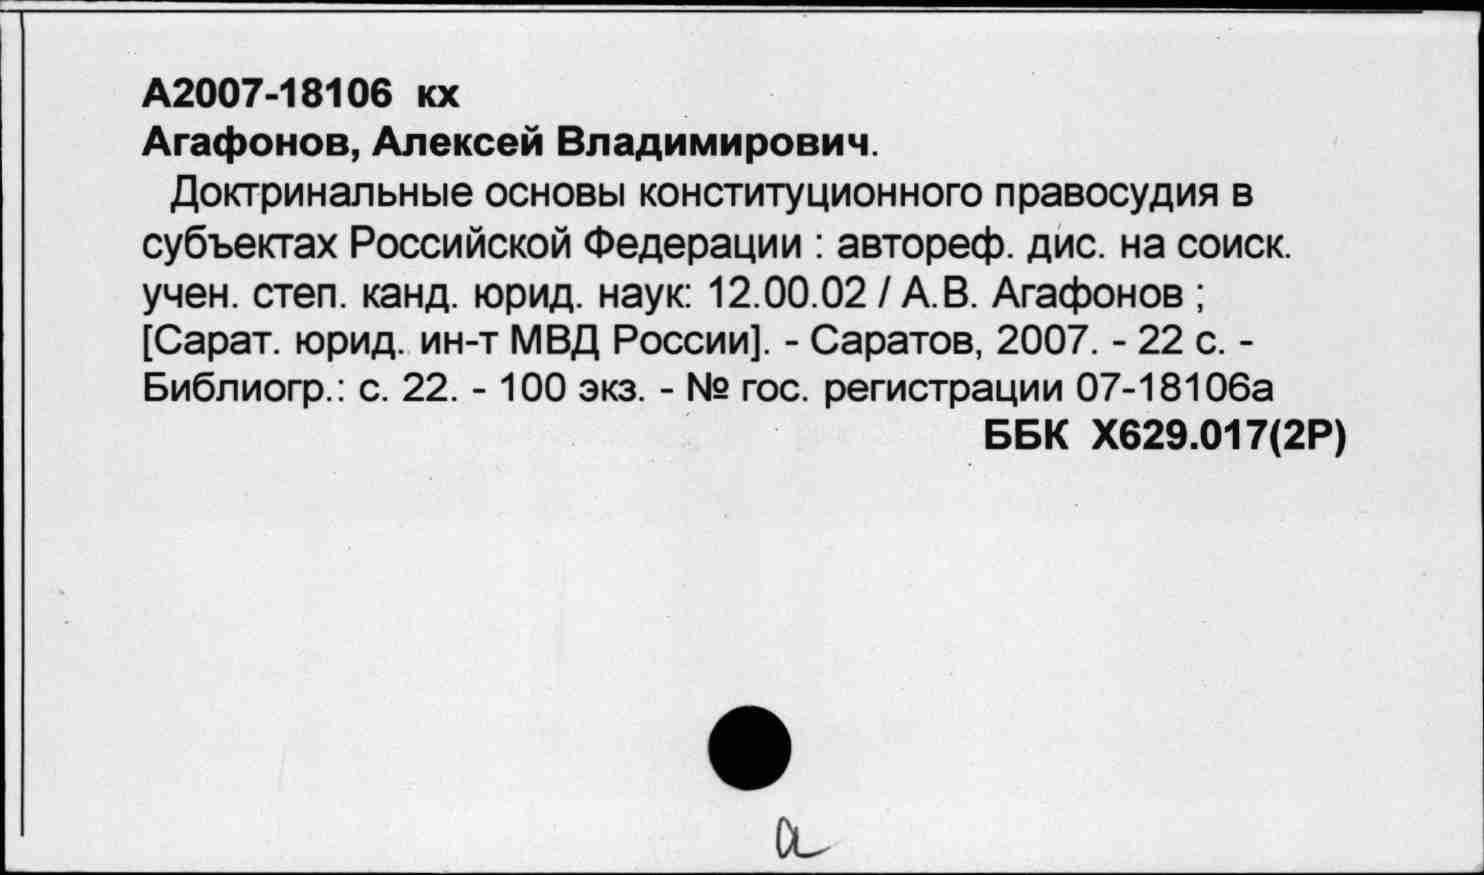 А2007-18106 кх
Агафонов, Алексей Владимирович.
Доктринальные основы конституционного правосудия в
субъектах Российской Федерации : автореф. дис. на соиск.
учен. степ. канд. юрид. наук: 12.00.02 / А.В. Агафонов ;
[Сарат. юрид. ин-т МВД России]. - Саратов, 2007. - 22 с. -
Библиогр.: с. 22. - 100 экз. - № гос. регистрации 07-18106а
ББК Х629.017(2Р)
а